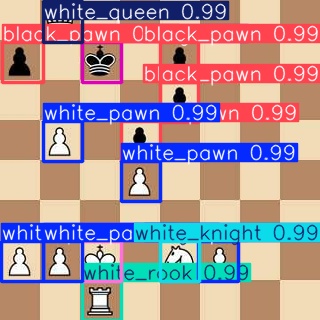 white_queen 0.99
black_pawn 0
black_pawn 0.99
black_pawn 0.99
white_pawn 0.99
wn 0.99
white_pawn 0.99
whit
white_pa
white_knight 0.99
white_rook 0.99